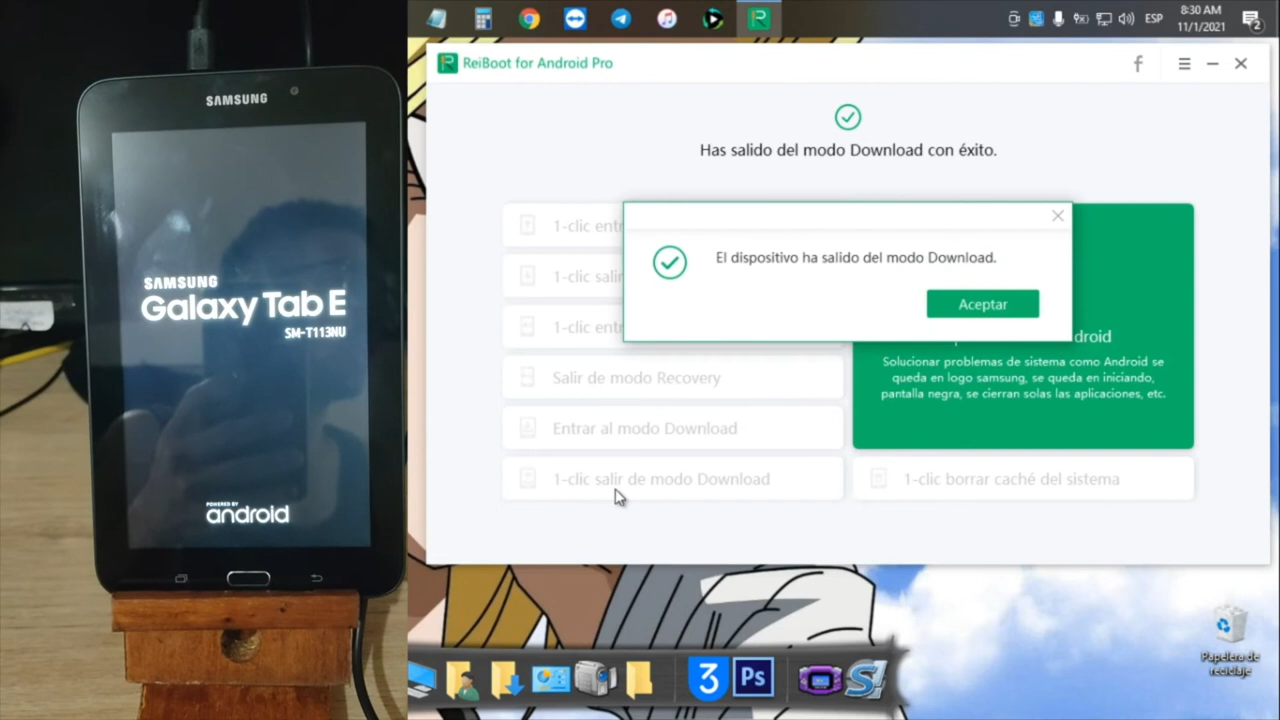 SAMSUNG
SAMSUNG
Galaxy Tab E
SM-T113NU
POWERED BY
android
8:30 AM
ESP
11/1/2021
2
ReiBoot for Android Pro
Has salido del modo Download con éxito.
1-clic entr
1-clic salir
1-clic entr
El dispositivo ha salido del modo Download.
Aceptar
droid
Solucionar problemas de sistema como Android se
queda en logo samsung, se queda en iniciando,
pantalla negra, se cierran solas las aplicaciones, etc.
Salir de modo Recovery
Entrar al modo Download
1-clic salir de modo Download
1-clic borrar caché del sistema
Papelera de
reciclaje
3
Ps